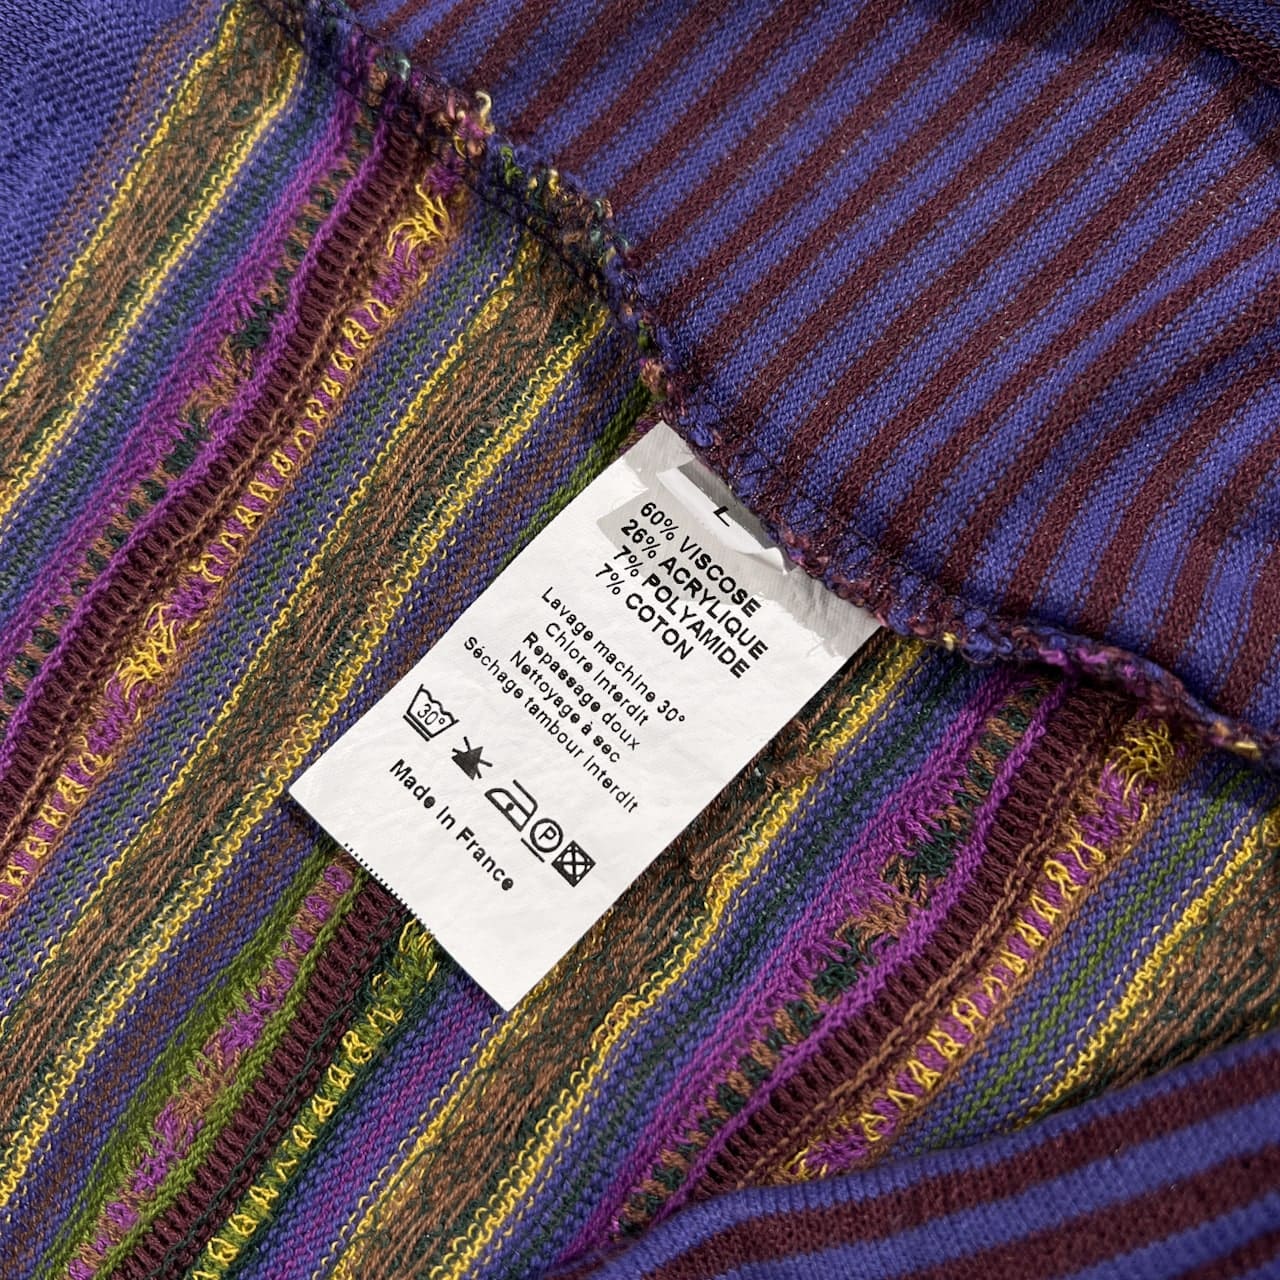 L
60% VISCOSE
26% ACRYLIQUE
7% POLYAMIDE
7% COTON
Lavage machine 30°
Chlore interdit
Repassage doux
Nettoyage à sec
Séchage tambour interdit
30°
P
Made in France